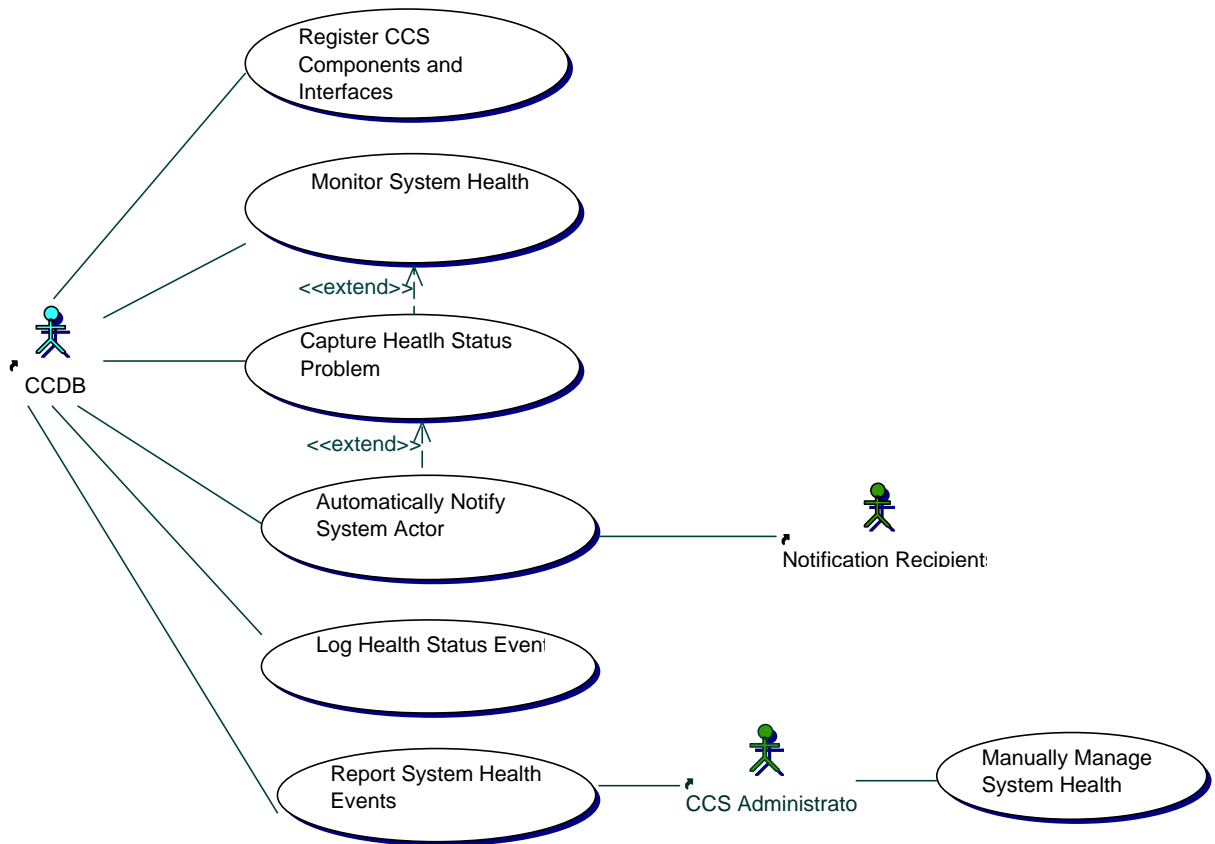 Register CCS
Components and
Interfaces
Monitor System Health
<<extend>>
Capture Heatlh Status
Problem
CCDB
<<extend>>
Automatically Notify
System Actor
Notification Recipients
Log Health Status Event
Report System Health
Events
CCS Administrato
Manually Manage
System Health